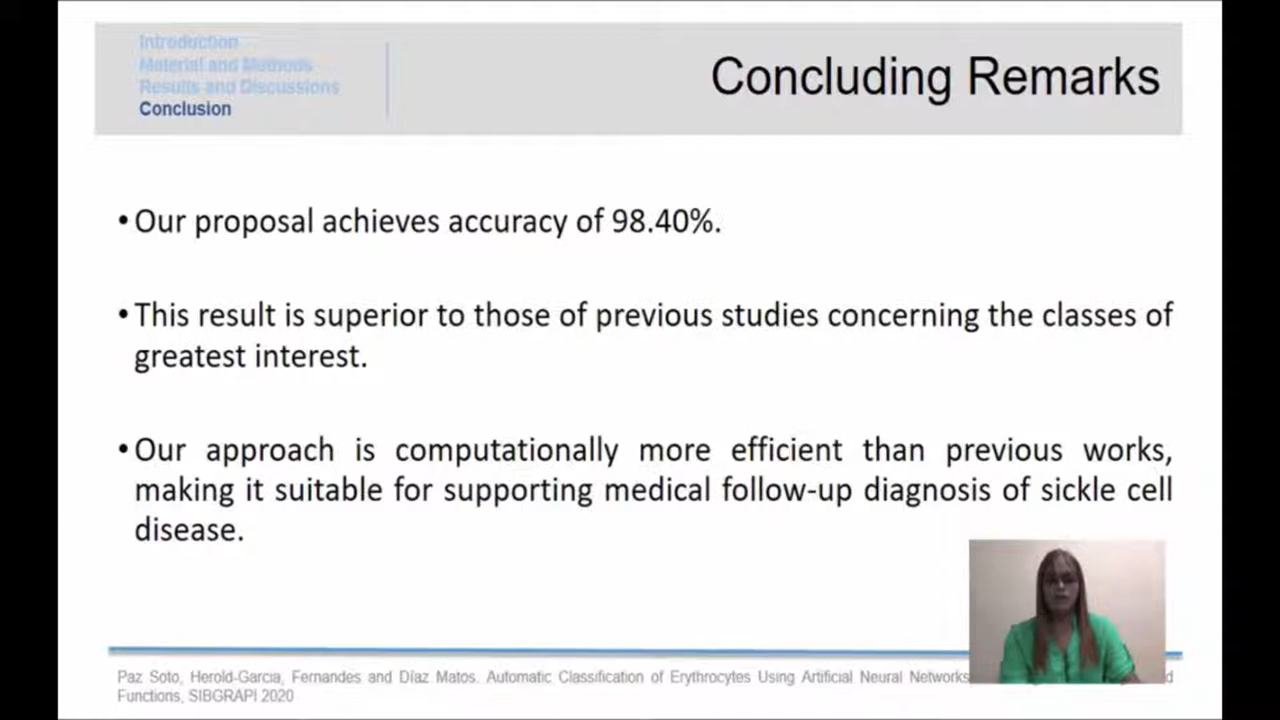 Introduction
Material and Methods
Results and Discussions
Conclusion
Concluding Remarks
•Our proposal achieves accuracy of 98.40%.
•This result is superior to those of previous studies concerning the classes of
greatest interest.
•Our approach is computationally more efficient than previous works,
making it suitable for supporting medical follow-up diagnosis of sickle cell
disease.
Paz Soto, Herold-Garcia, Fernandes and Díaz Matos. Automatic Classification of Erythrocytes Using Artificial Neural Networks
Functions, SIBGRAPI 2020